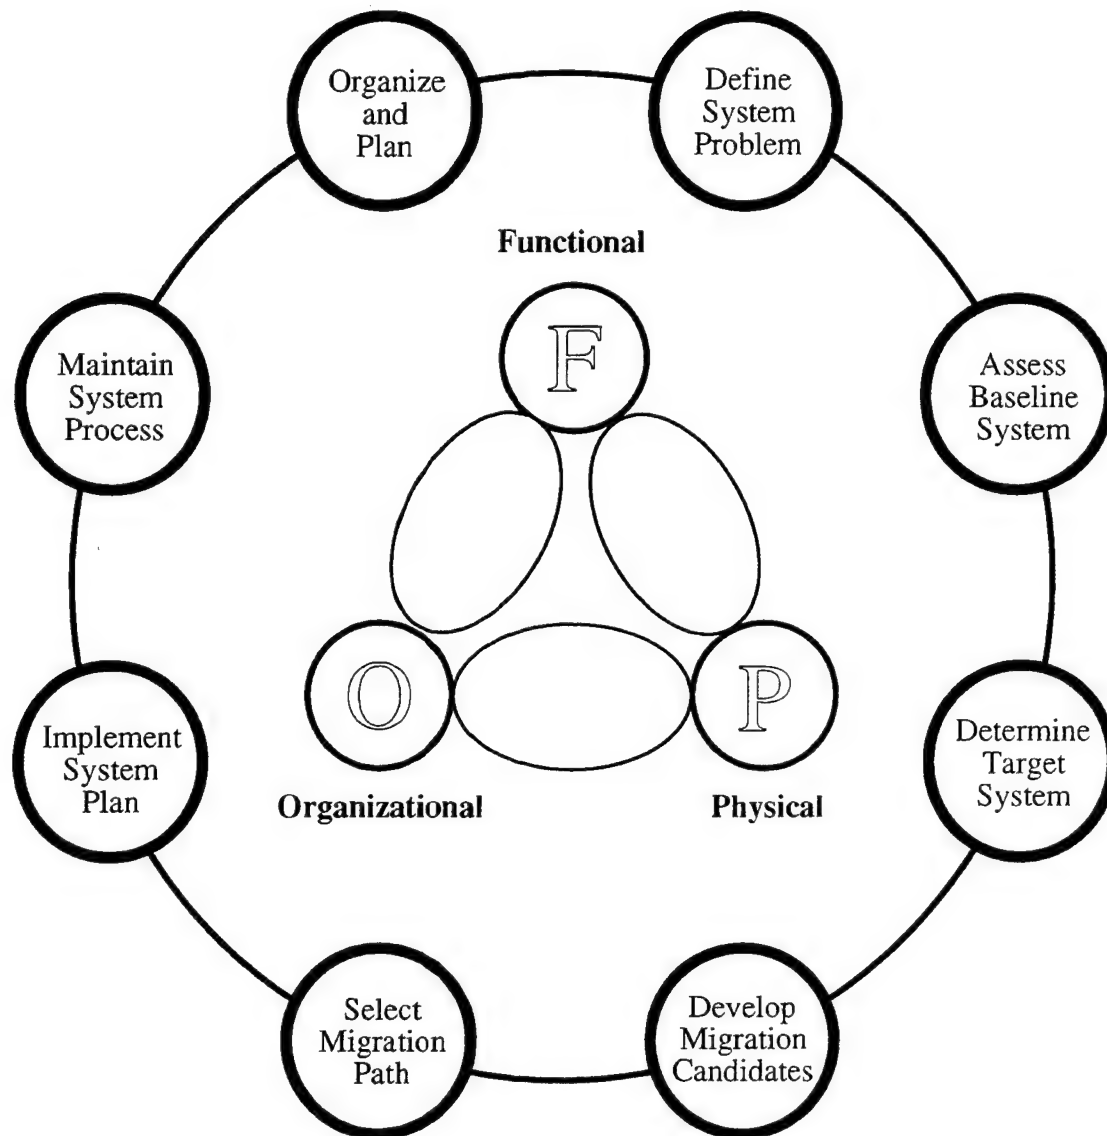 Organize
and
Plan
Define
System
Problem
Functional
F
Maintain
System
Process
Assess
Baseline
System
O
P
Implement
System
Plan
Determine
Target
System
Organizational
Physical
Select
Migration
Path
Develop
Migration
Candidates